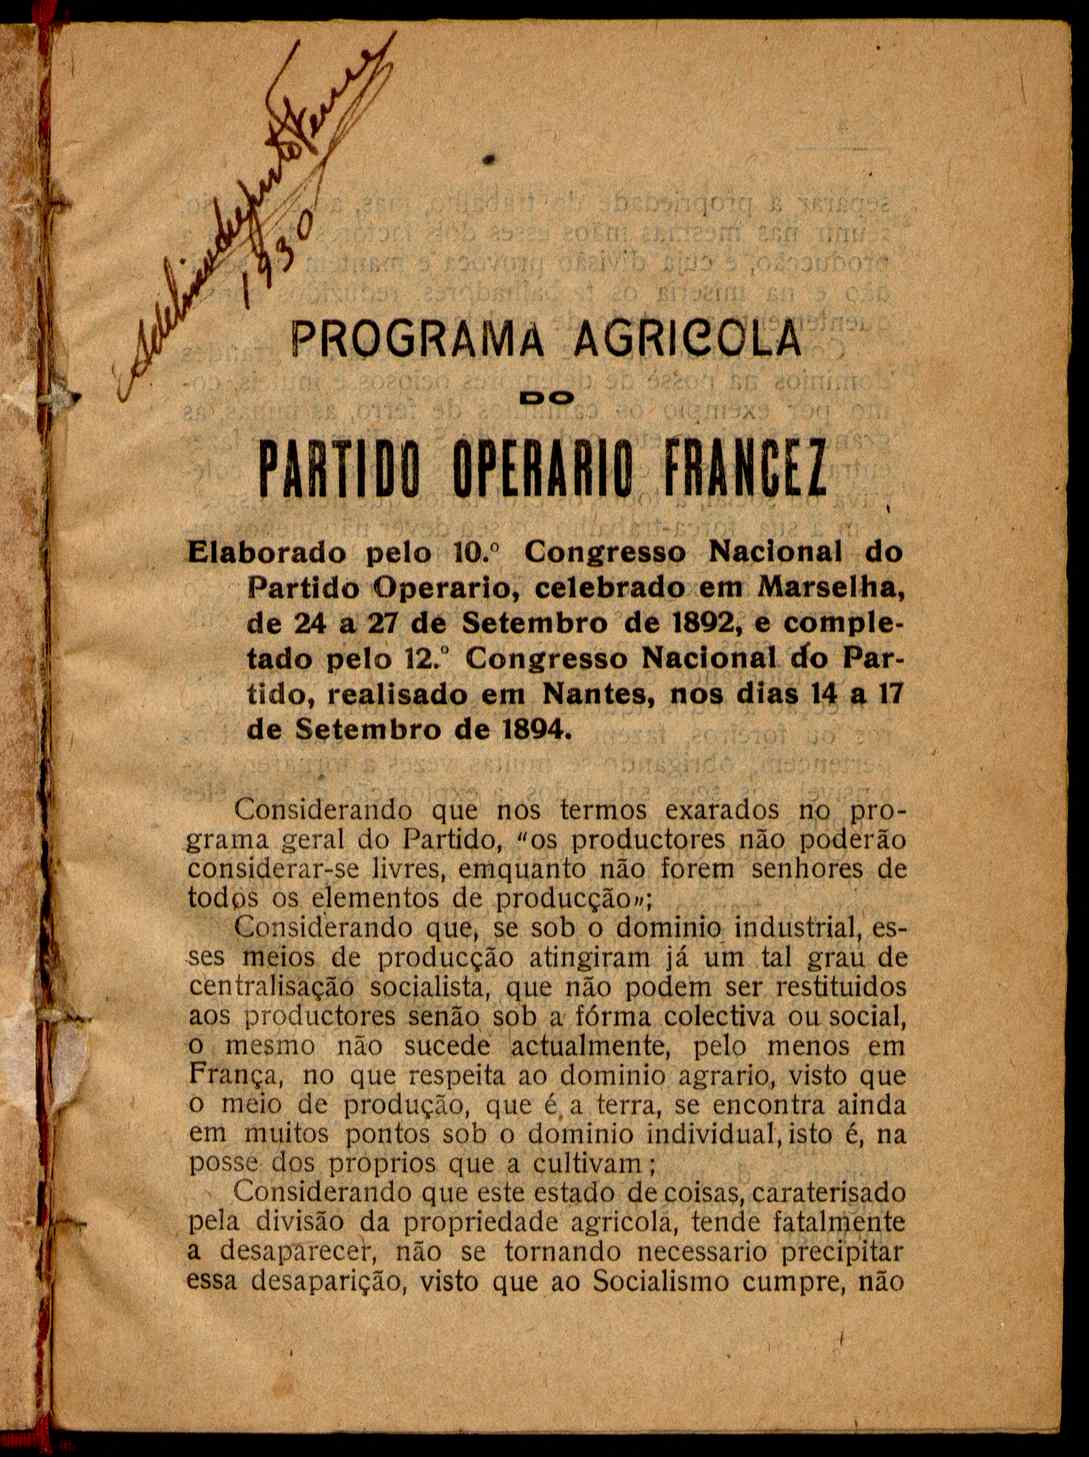 1930
PROGRAMA AGRICOLA
DO
PARTIDO OPERARIO FRANCEZ
Elaborado pelo 10.º Congresso Nacional do
Partido Operario, celebrado em Marselha,
de 24 a 27 de Setembro de 1892, e comple-
tado pelo 12.º Congresso Nacional do Par-
tido, realisado em Nantes, nos dias 14 a 17
de Setembro de 1894.
Considerando que nos termos exarados no pro-
grama geral do Partido, “os productores não poderão
considerar-se livres, emquanto não forem senhores de
todos os elementos de producção»;
Considerando que, se sob o dominio industrial, es-
ses meios de producção atingiram já um tal grau de
centralisação socialista, que não podem ser restituidos
aos productores senão sob a fórma colectiva ou social,
o mesmo não sucede actualmente, pelo menos em
França, no que respeita ao dominio agrario, visto que
o meio de produção, que é a terra, se encontra ainda
em muitos pontos sob o dominio individual, isto é, na
posse dos proprios que a cultivam;
Considerando que este estado de coisas, caraterisado
pela divisão da propriedade agricola, tende fatalmente
a desaparecer, não se tornando necessario precipitar
essa desaparição, visto que ao Socialismo cumpre, não